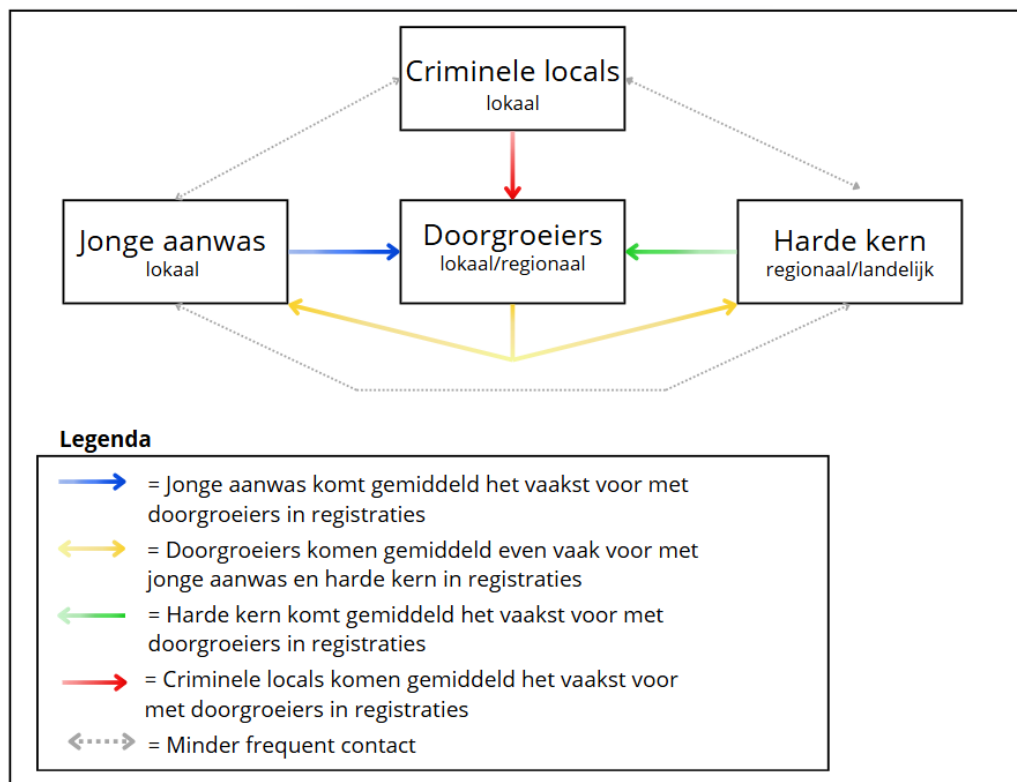 Criminele locals
lokaal
Jonge aanwas
lokaal
Doorgroeiers
lokaal/regionaal
Harde kern
regionaal/landelijk
Legenda
= Jonge aanwas komt gemiddeld het vaakst voor met
doorgroeiers in registraties
= Doorgroeiers komen gemiddeld even vaak voor met
jonge aanwas en harde kern in registraties
= Harde kern komt gemiddeld het vaakst voor met
doorgroeiers in registraties
= Criminele locals komen gemiddeld het vaakst voor
met doorgroeiers in registraties
= Minder frequent contact